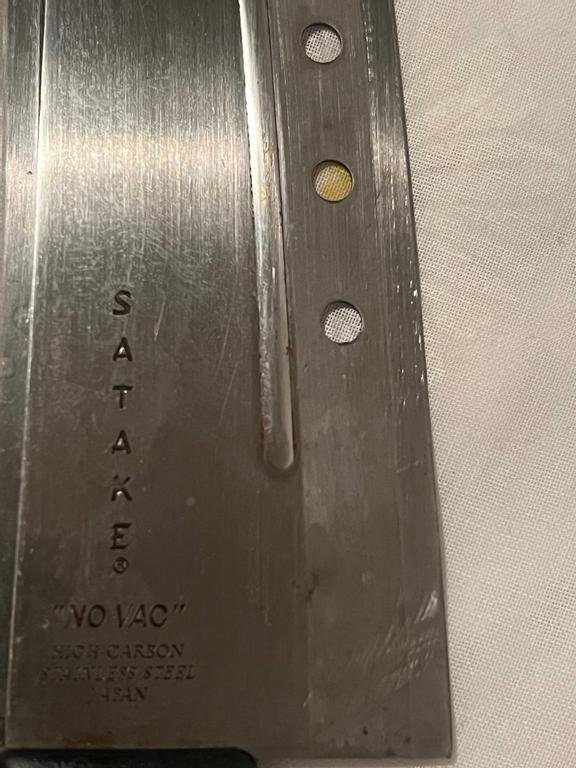 SATAKE®
"NO VAC"
HIGH-CARBON
STAINLESS STEEL
JAPAN